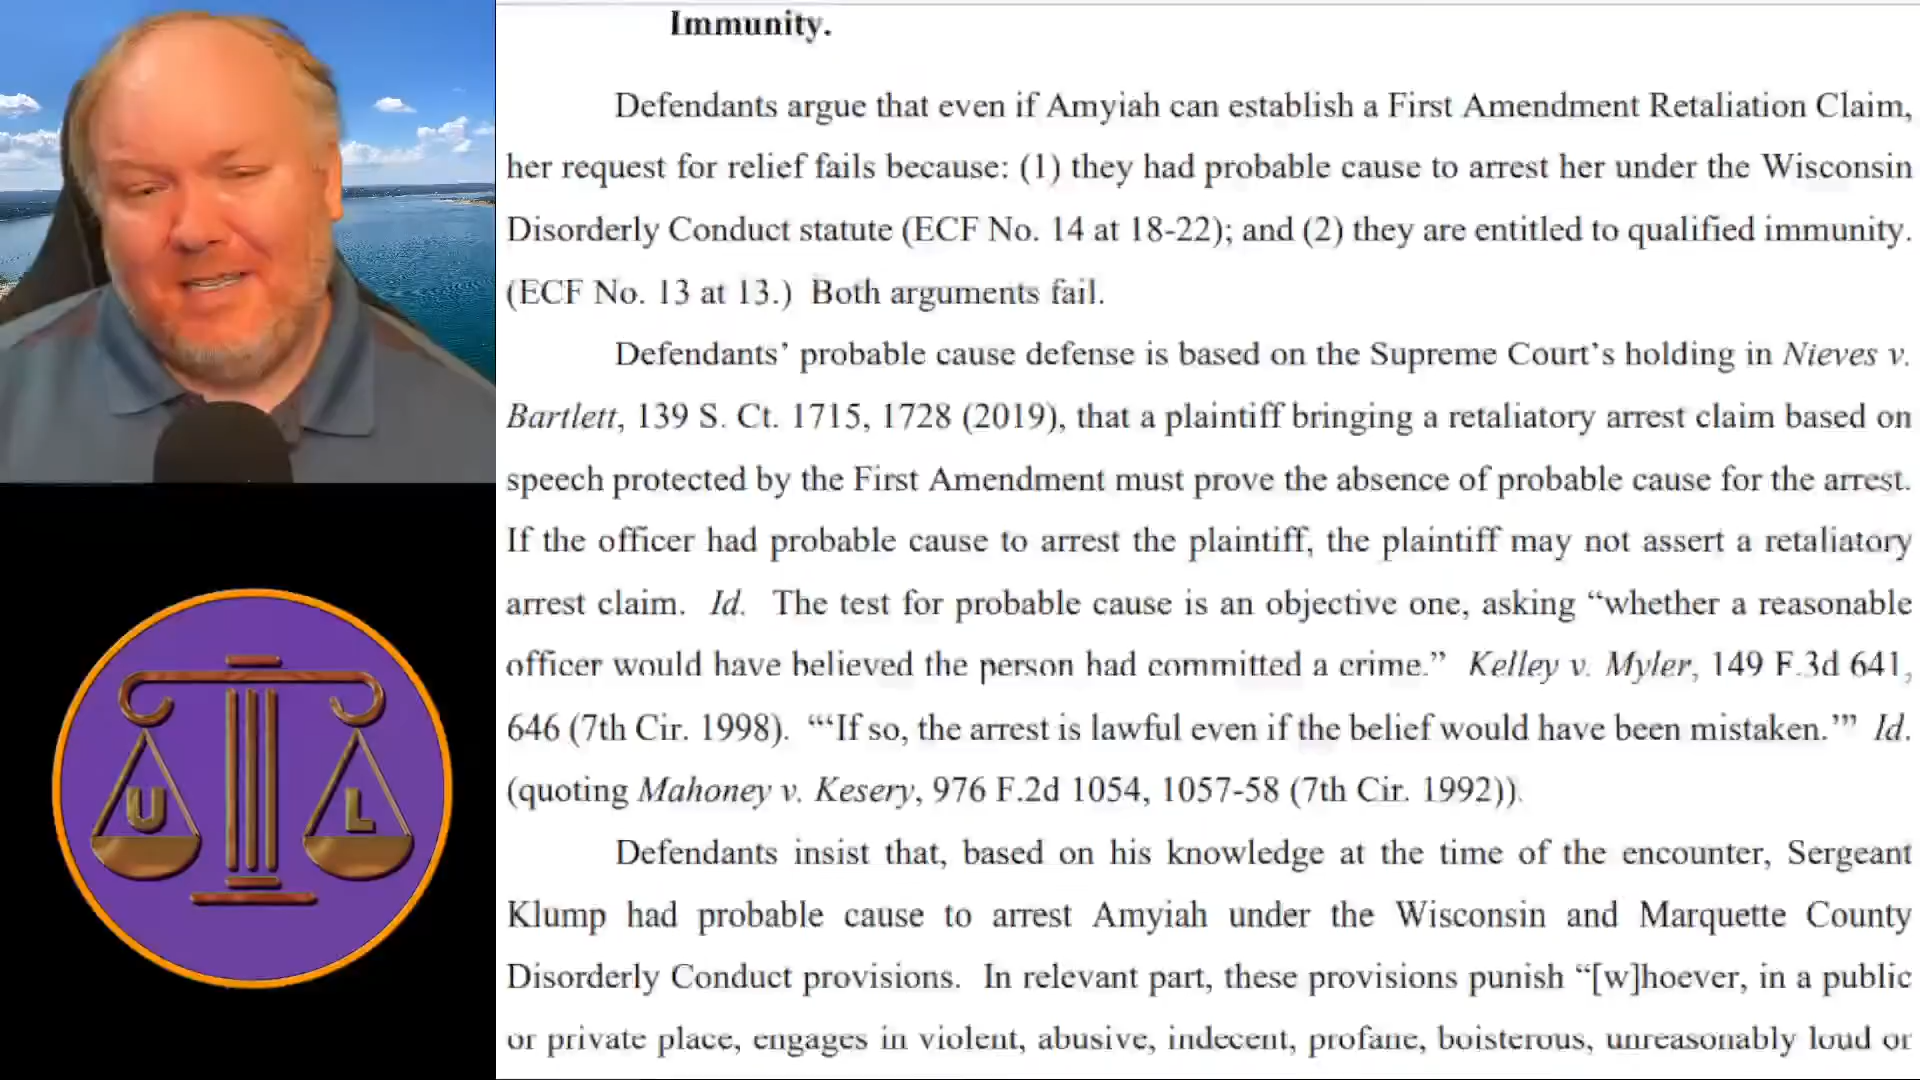 Immunity.
Defendants argue that even if Amyiah can establish a First Amendment Retaliation Claim,
her request for relief fails because: (1) they had probable cause to arrest her under the Wisconsin
Disorderly Conduct statute (ECF No. 14 at 18-22); and (2) they are entitled to qualified immunity.
(ECF No. 13 at 13.) Both arguments fail.
Defendants’ probable cause defense is based on the Supreme Court’s holding in Nieves v.
Bartlett, 139 S. Ct. 1715, 1728 (2019), that a plaintiff bringing a retaliatory arrest claim based on
speech protected by the First Amendment must prove the absence of probable cause for the arrest.
If the officer had probable cause to arrest the plaintiff, the plaintiff may not assert a retaliatory
arrest claim. Id. The test for probable cause is an objective one, asking “whether a reasonable
officer would have believed the person had committed a crime.” Kelley v. Myler, 149 F.3d 641,
646 (7th Cir. 1998). “‘If so, the arrest is lawful even if the belief would have been mistaken.’” Id.
(quoting Mahoney v. Kesery, 976 F.2d 1054, 1057-58 (7th Cir. 1992)).
Defendants insist that, based on his knowledge at the time of the encounter, Sergeant
Klump had probable cause to arrest Amyiah under the Wisconsin and Marquette County
Disorderly Conduct provisions. In relevant part, these provisions punish “[w]hoever, in a public
or private place, engages in violent, abusive, indecent, profane, boisterous, unreasonably loud or
U L